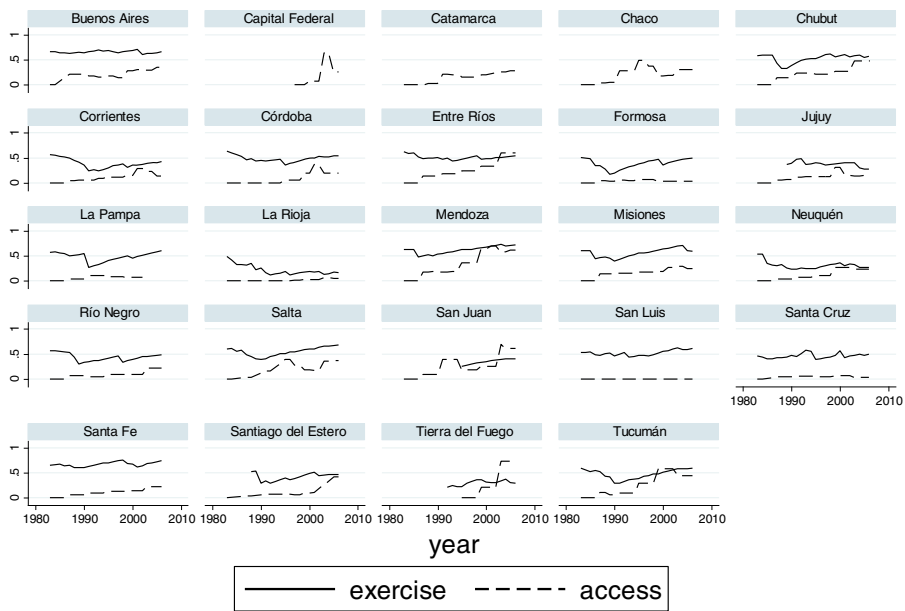 Buenos Aires Capital Federal Catamarca Chaco Chubut
0 .5 1
Corrientes Córdoba Entre Ríos Formosa Jujuy
0 .5 1
La Pampa La Rioja Mendoza Misiones Neuquén
0 .5 1
Río Negro Salta San Juan San Luis Santa Cruz
0 .5 1
1980 1990 2000 2010
Santa Fe Santiago del Estero Tierra del Fuego Tucumán
0 .5 1
1980 1990 2000 2010 1980 1990 2000 2010 1980 1990 2000 2010 1980 1990 2000 2010
year
exercise access